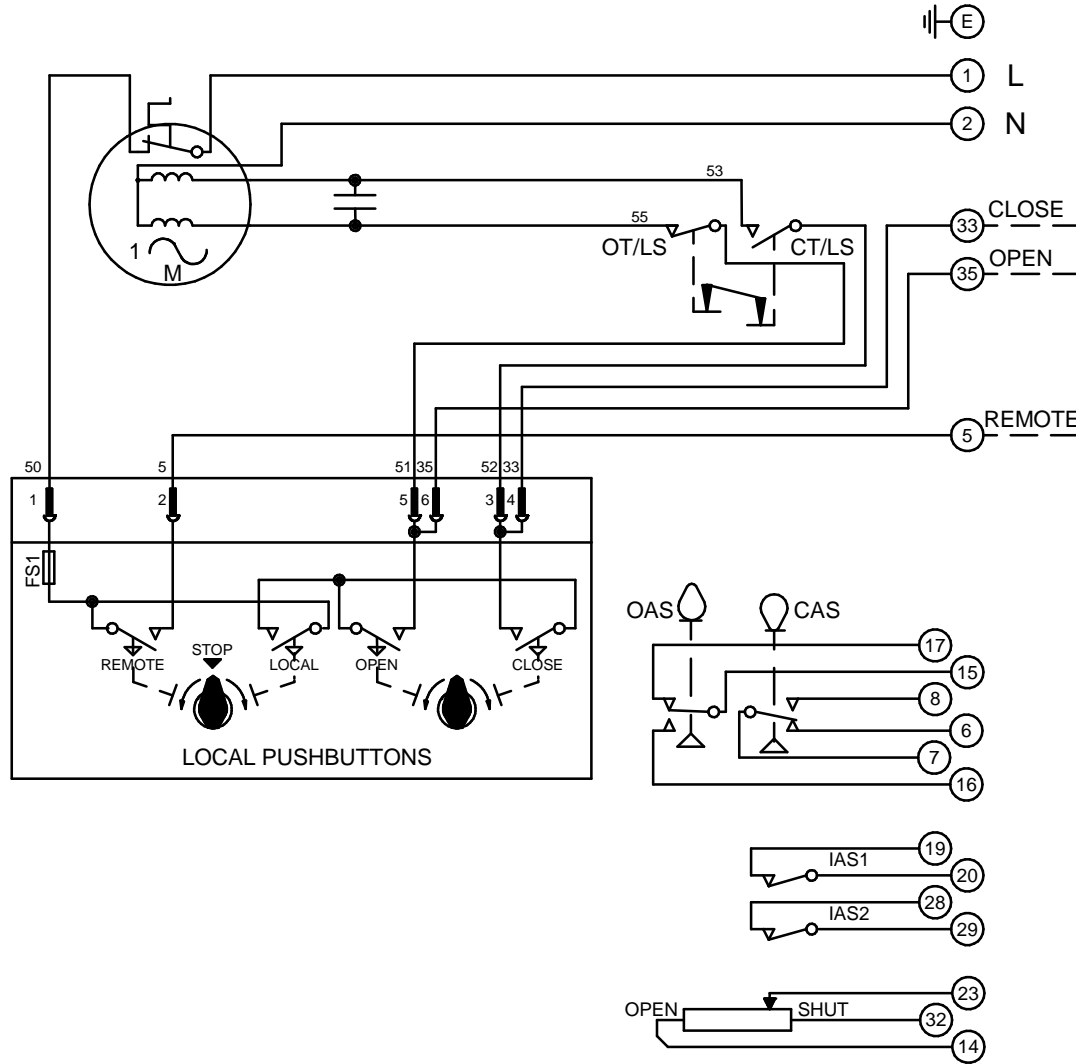 E
1 L
2 N
53
33 CLOSE
55
OT/LS
CT/LS
35 OPEN
1
M
5 REMOTE
50
5
51 35
52 33
1
2
5 6
3 4
FS1
REMOTE
STOP
LOCAL
OPEN
CLOSE
LOCAL PUSHBUTTONS
OAS
CAS
17
15
8
6
7
16
IAS1
19
20
IAS2
28
29
OPEN
SHUT
23
32
14